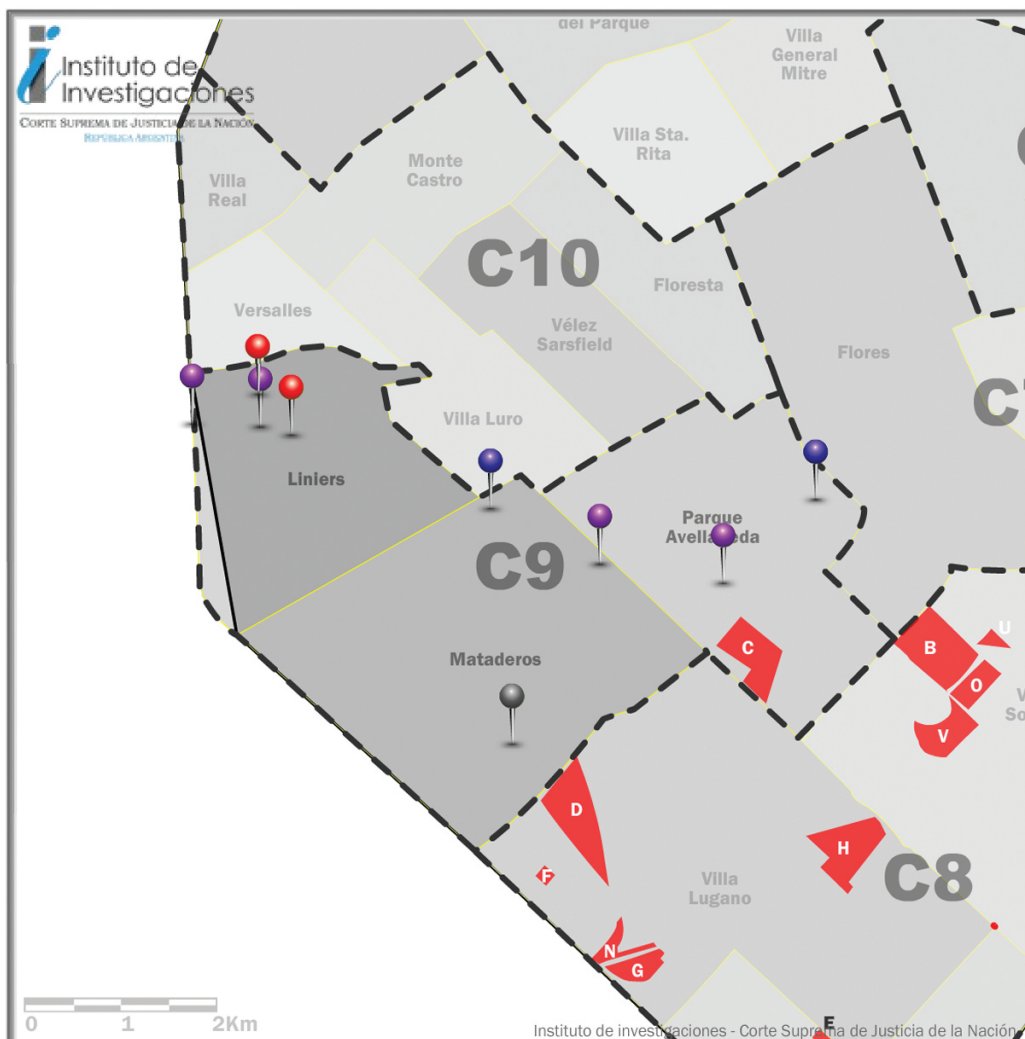 Instituto de
Investigaciones
CORTE SUPREMA DE JUSTICIA DE LA NACIÓN
REPÚBLICA ARGENTINA
del Parque
Villa
General
Mitre
Villa Sta.
Rita
Monte
Castro
Villa
Real
C10
Floresta
Versalles
Vélez
Sarsfield
Flores
Villa Luro
Liniers
Parque
Avellaneda
C9
Mataderos
C
B
U
O
V
D
H
F
Villa
Lugano
C8
N
G
E
0 1 2Km
Instituto de investigaciones - Corte Suprema de Justicia de la Nación